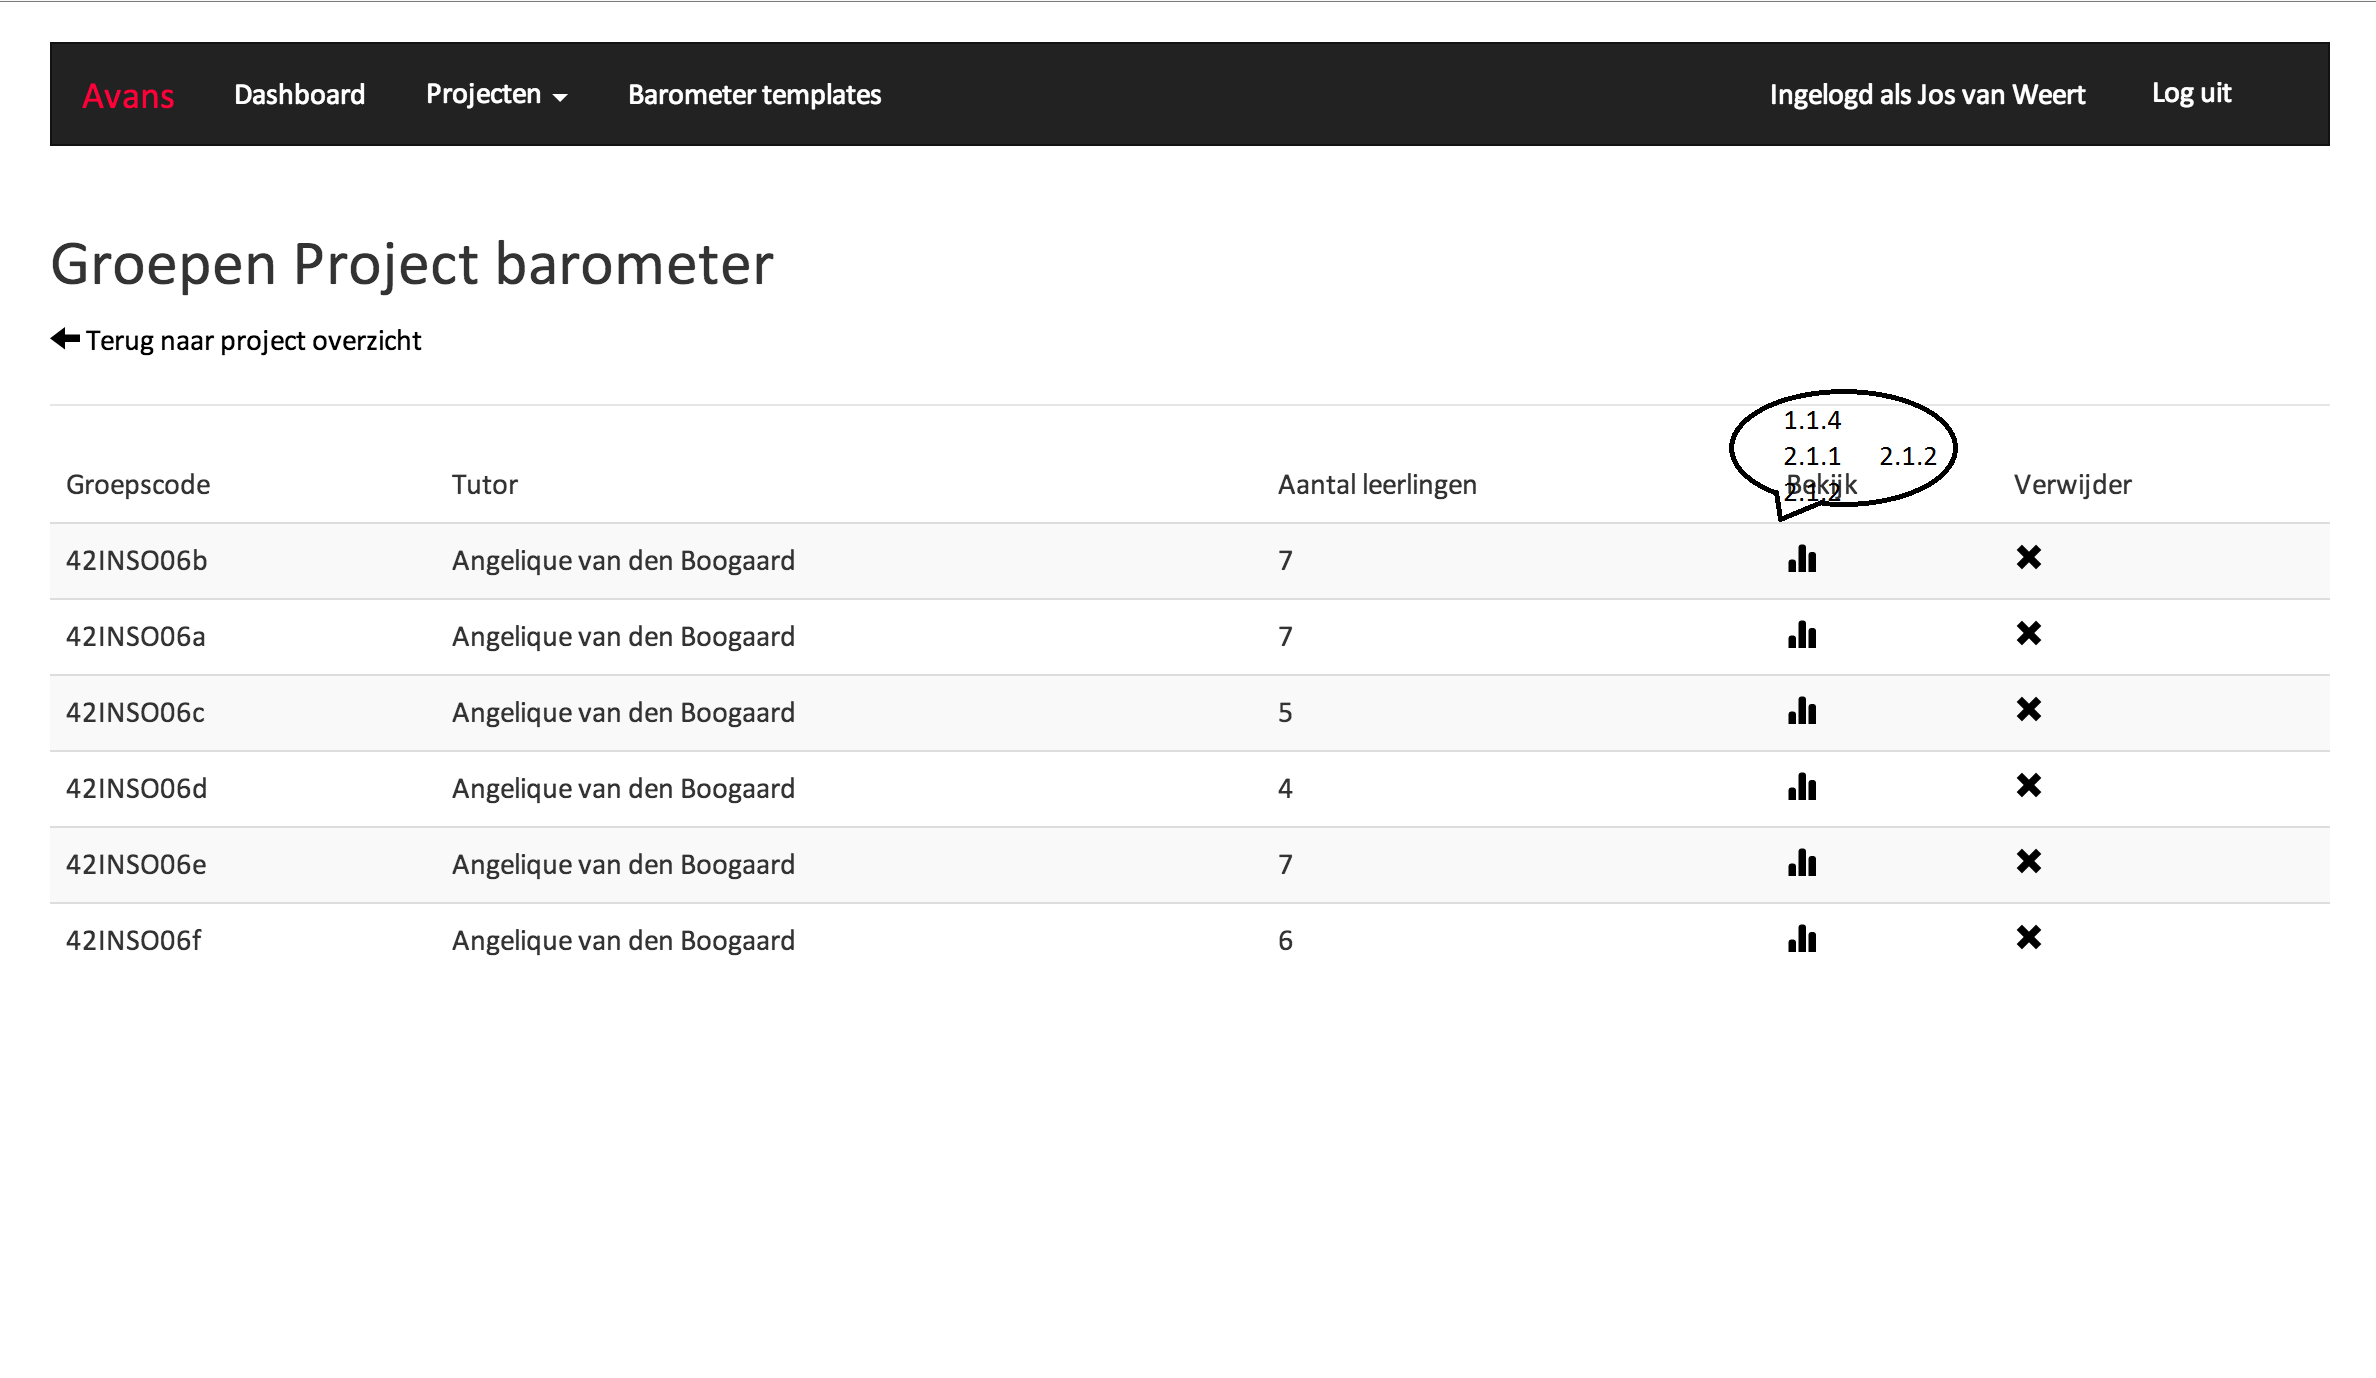 Avans Dashboard Projecten Barometer templates Ingelogd als Jos van Weert Log uit
Groepen Project barometer
Terug naar project overzicht
1.1.4
2.1.1 2.1.2
2.1.2
Groepscode Tutor Aantal leerlingen Bekijk Verwijder
42INSO06b Angelique van den Boogaard 7
42INSO06a Angelique van den Boogaard 7
42INSO06c Angelique van den Boogaard 5
42INSO06d Angelique van den Boogaard 4
42INSO06e Angelique van den Boogaard 7
42INSO06f Angelique van den Boogaard 6